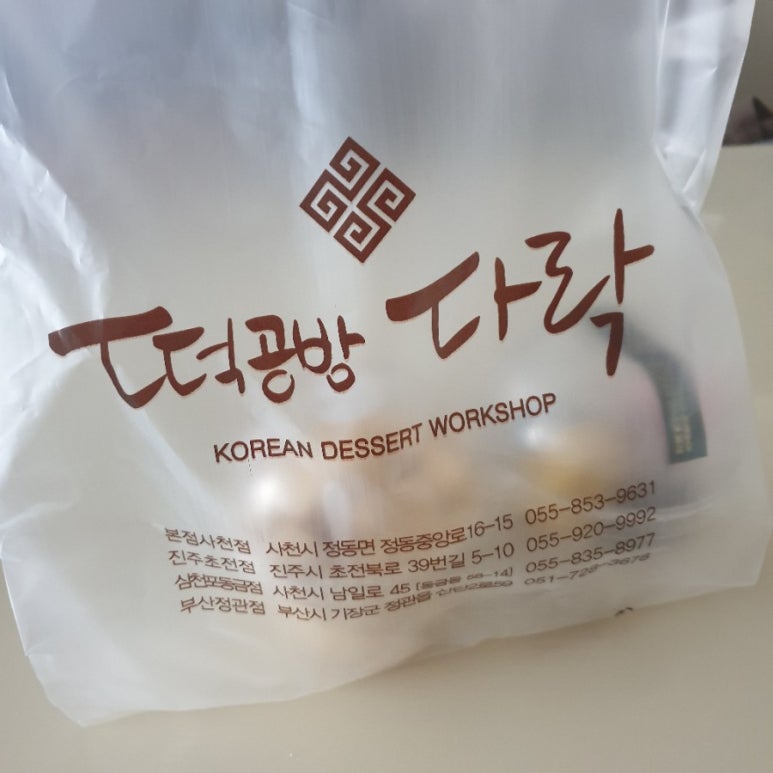 떡공방 다락
KOREAN DESSERT WORKSHOP
본점사천점 사천시 정동면 정동중앙로16-15 055-853-9631
진주초전점 진주시 초전북로 39번길 5-10 055-920-9992
삼천포동금점 사천시 남일로 45 055-835-8977
부산정관점 부산시 기장군 정관읍